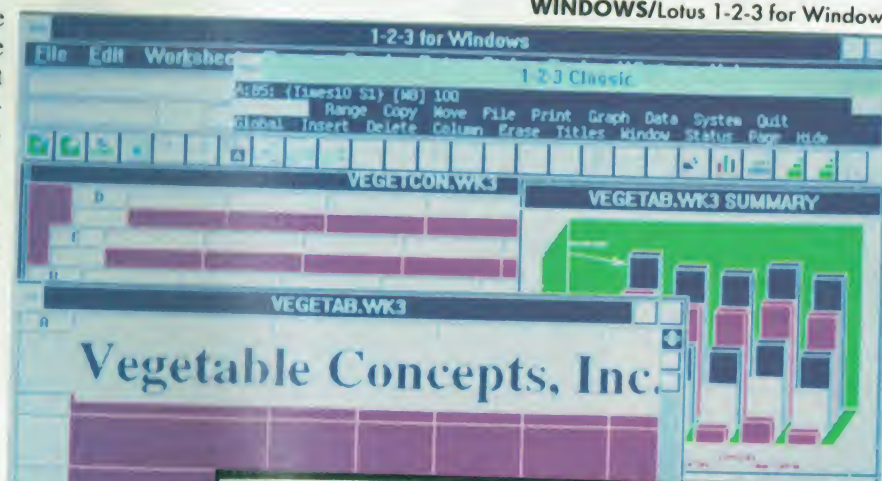 WINDOWS/Lotus 1-2-3 for Window
1-2-3 for Windows
File Edit Workshee
1-2-3 Classic
A:B5: {Times10 S1} [W8] 100
Range Copy Move File Print Graph Data System Quit
Global Insert Delete Column Erase Titles Window Status Page Hide
VEGETCON.WK3
VEGETAB.WK3 SUMMARY
D
VEGETAB.WK3
A
Vegetable Concepts, Inc.